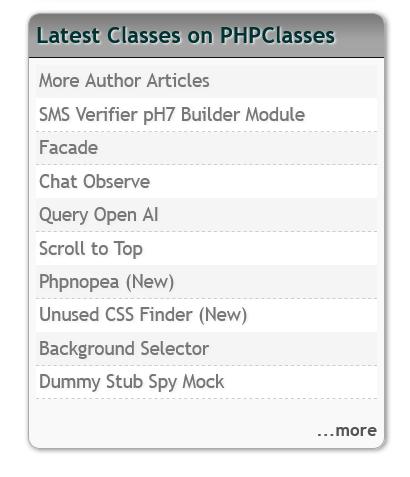 Latest Classes on PHPClasses
More Author Articles
SMS Verifier pH7 Builder Module
Facade
Chat Observe
Query Open AI
Scroll to Top
Phpnopea (New)
Unused CSS Finder (New)
Background Selector
Dummy Stub Spy Mock
...more